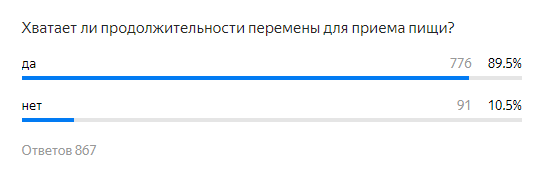 Хватает ли продолжительности перемены для приема пищи?
да 776 89.5%
нет 91 10.5%
Ответов 867